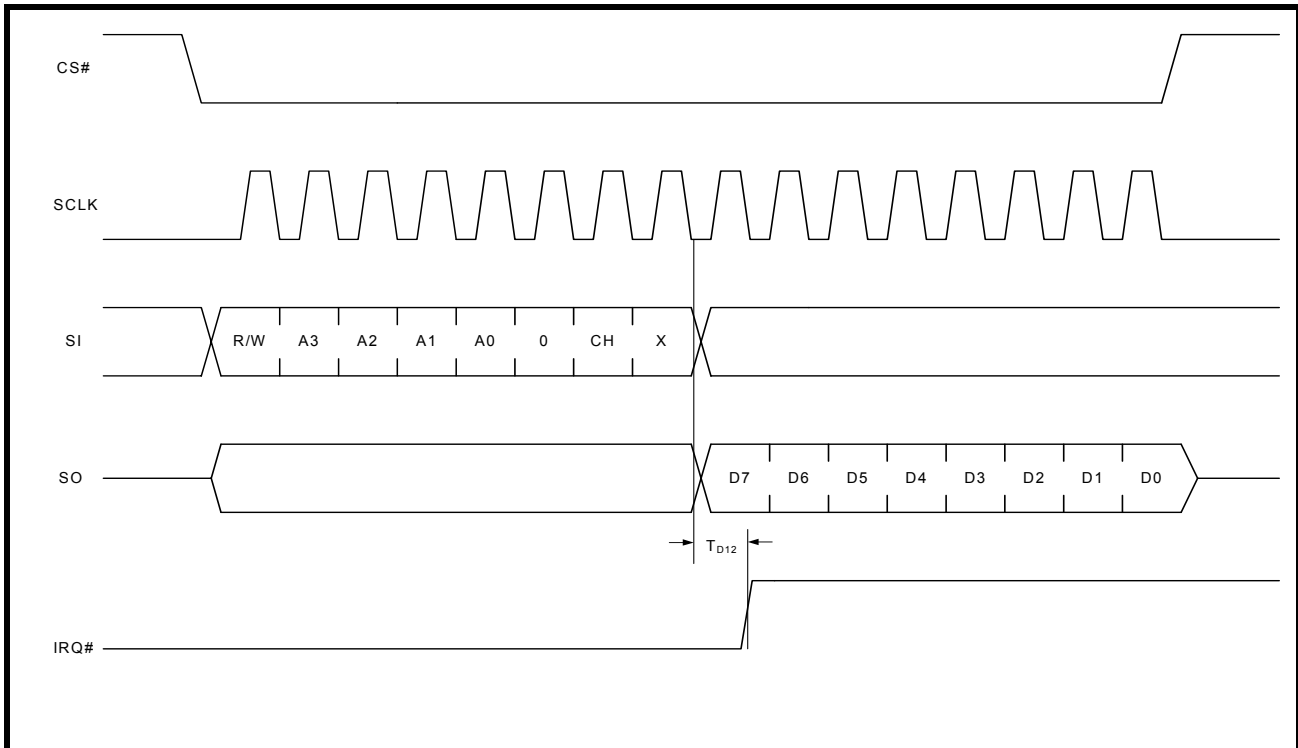 CS#
SCLK
SI R/W A3 A2 A1 A0 0 CH X
SO D7 D6 D5 D4 D3 D2 D1 D0
TD12
IRQ#